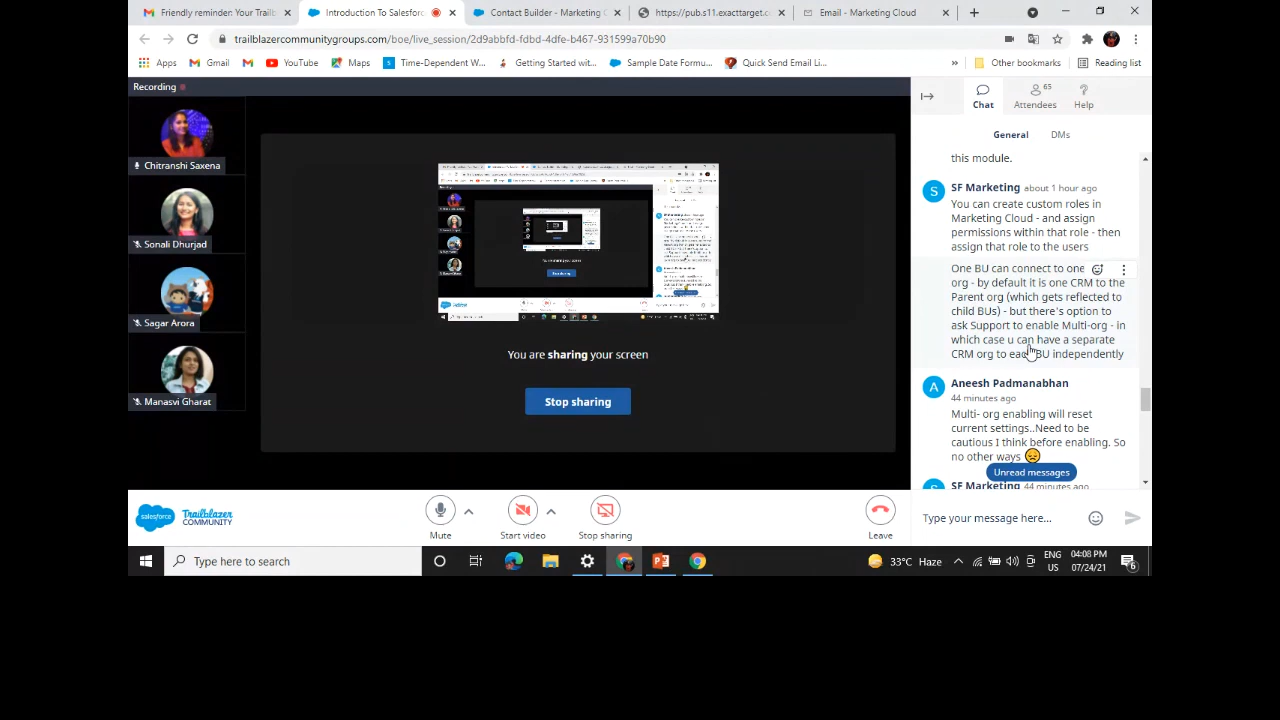 Friendly reminder: Your Trailb
Introduction To Salesforc
Contact Builder - Marketing C
https://pub.s11.exacttarget.c
Email - Marketing Cloud
trailblazercommunitygroups.com/boe/live_session/2d9abbfd-fdbd-4dfe-b467-931599a70b90
Apps
Gmail
YouTube
Maps
Time-Dependent W...
Getting Started wit...
Sample Date Formu...
Quick Send Email Li...
Other bookmarks
Reading list
Recording
Chitranshi Saxena
Sonali Dhurjad
Sagar Arora
Manasvi Gharat
You are sharing your screen
Stop sharing
65
Chat
Attendees
Help
General
DMs
this module.
S
SF Marketing about 1 hour ago
You can create custom roles in
Marketing Cloud - and assign
permissions within that role - then
assign that role to the users
One BU can connect to one
org - by default it is one CRM to the
Parent org (which gets reflected to
child BUs) - but there's option to
ask Support to enable Multi-org - in
which case u can have a separate
CRM org to each BU independently
A
Aneesh Padmanabhan
44 minutes ago
Multi- org enabling will reset
current settings..Need to be
cautious I think before enabling. So
no other ways 😞
Unread messages
SF Marketing 44 minutes ago
salesforce
Trailblazer
COMMUNITY
Mute
Start video
Stop sharing
Leave
Type your message here...
Type here to search
33°C Haze
ENG
US
04:08 PM
07/24/21
6